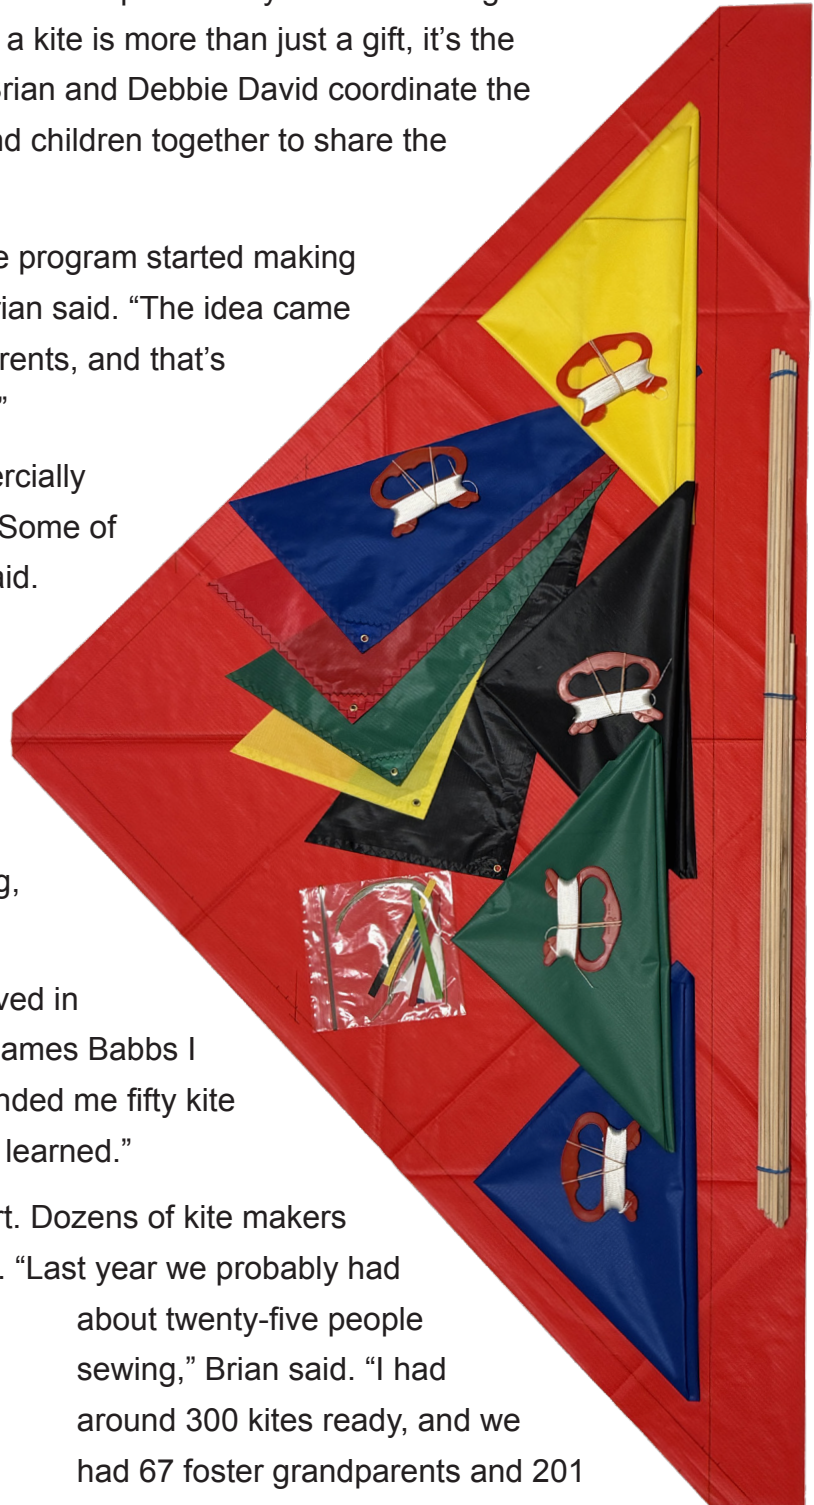 a kite is more than just a gift, it’s the
rian and Debbie David coordinate the
nd children together to share the
e program started making
rian said. “The idea came
rents, and that’s
”
ercially
Some of
aid.
g,
ved in
ames Babbs I
nded me fifty kite
learned.”
rt. Dozens of kite makers
. “Last year we probably had
about twenty-five people
sewing,” Brian said. “I had
around 300 kites ready, and we
had 67 foster grandparents and 201